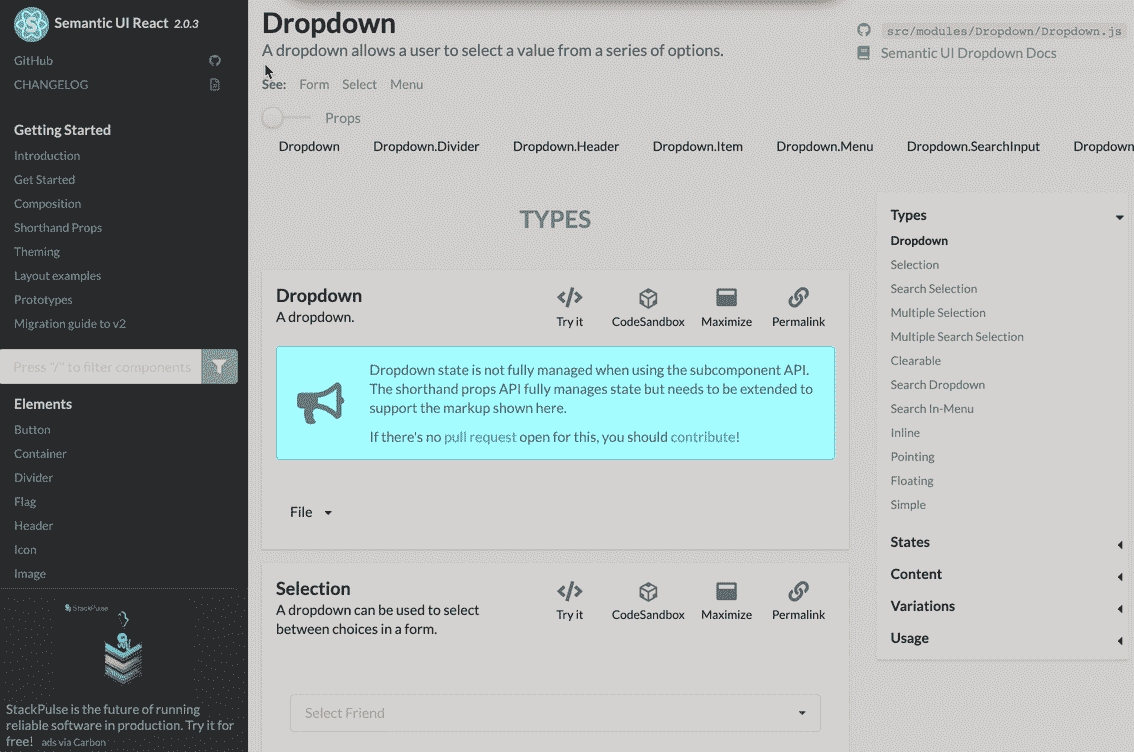 Semantic UI React 2.0.3
GitHub
CHANGELOG
Getting Started
Introduction
Get Started
Composition
Shorthand Props
Theming
Layout examples
Prototypes
Migration guide to v2
Press "/" to filter components
Elements
Button
Container
Divider
Flag
Header
Icon
Image
StackPulse
StackPulse is the future of running
reliable software in production. Try it for
free! ads via Carbon
Dropdown
A dropdown allows a user to select a value from a series of options.
See: Form Select Menu
Props
Dropdown Dropdown.Divider Dropdown.Header Dropdown.Item Dropdown.Menu Dropdown.SearchInput Dropdown
src/modules/Dropdown/Dropdown.js
Semantic UI Dropdown Docs
TYPES
Dropdown
A dropdown.
Try it CodeSandbox Maximize Permalink
Dropdown state is not fully managed when using the subcomponent API.
The shorthand props API fully manages state but needs to be extended to
support the markup shown here.
If there's no pull request open for this, you should contribute!
File
Selection
A dropdown can be used to select
between choices in a form.
Try it CodeSandbox Maximize Permalink
Select Friend
Types
Dropdown
Selection
Search Selection
Multiple Selection
Multiple Search Selection
Clearable
Search Dropdown
Search In-Menu
Inline
Pointing
Floating
Simple
States
Content
Variations
Usage